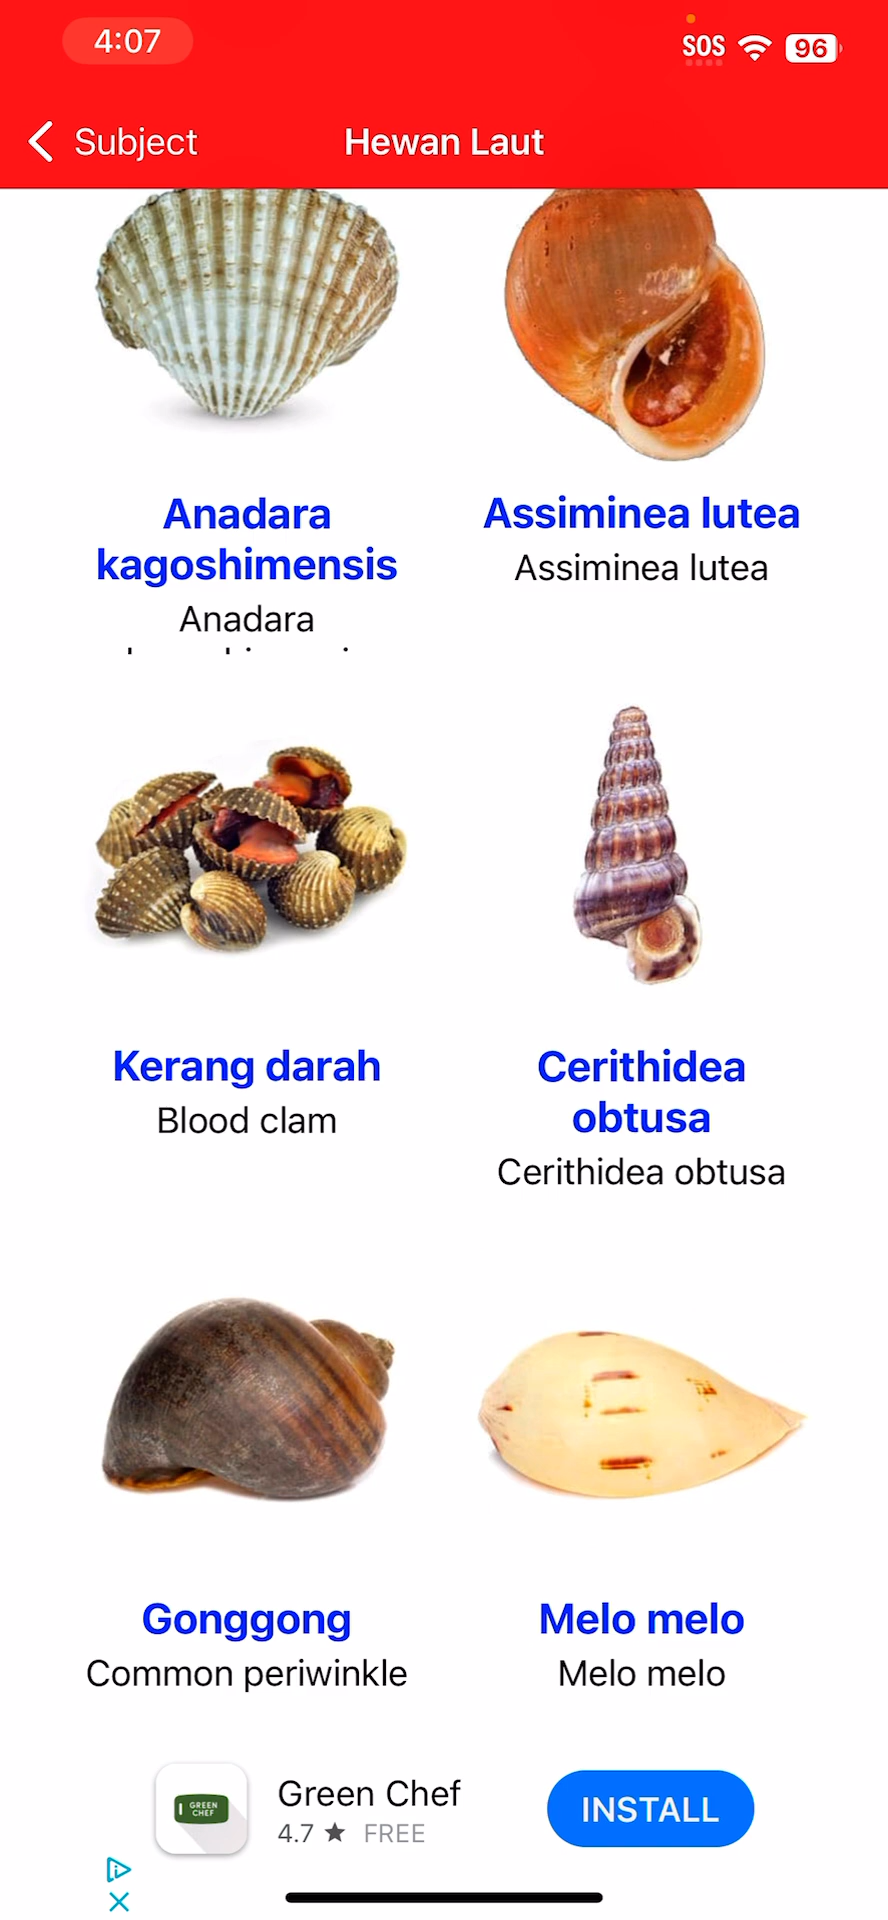 4:07
SOS
96
Subject
Hewan Laut
Anadara
kagoshimensis
Anadara
Assiminea lutea
Assiminea lutea
Kerang darah
Blood clam
Cerithidea
obtusa
Cerithidea obtusa
Gonggong
Common periwinkle
Melo melo
Melo melo
GREEN
CHEF
Green Chef
4.7 ★ FREE
INSTALL